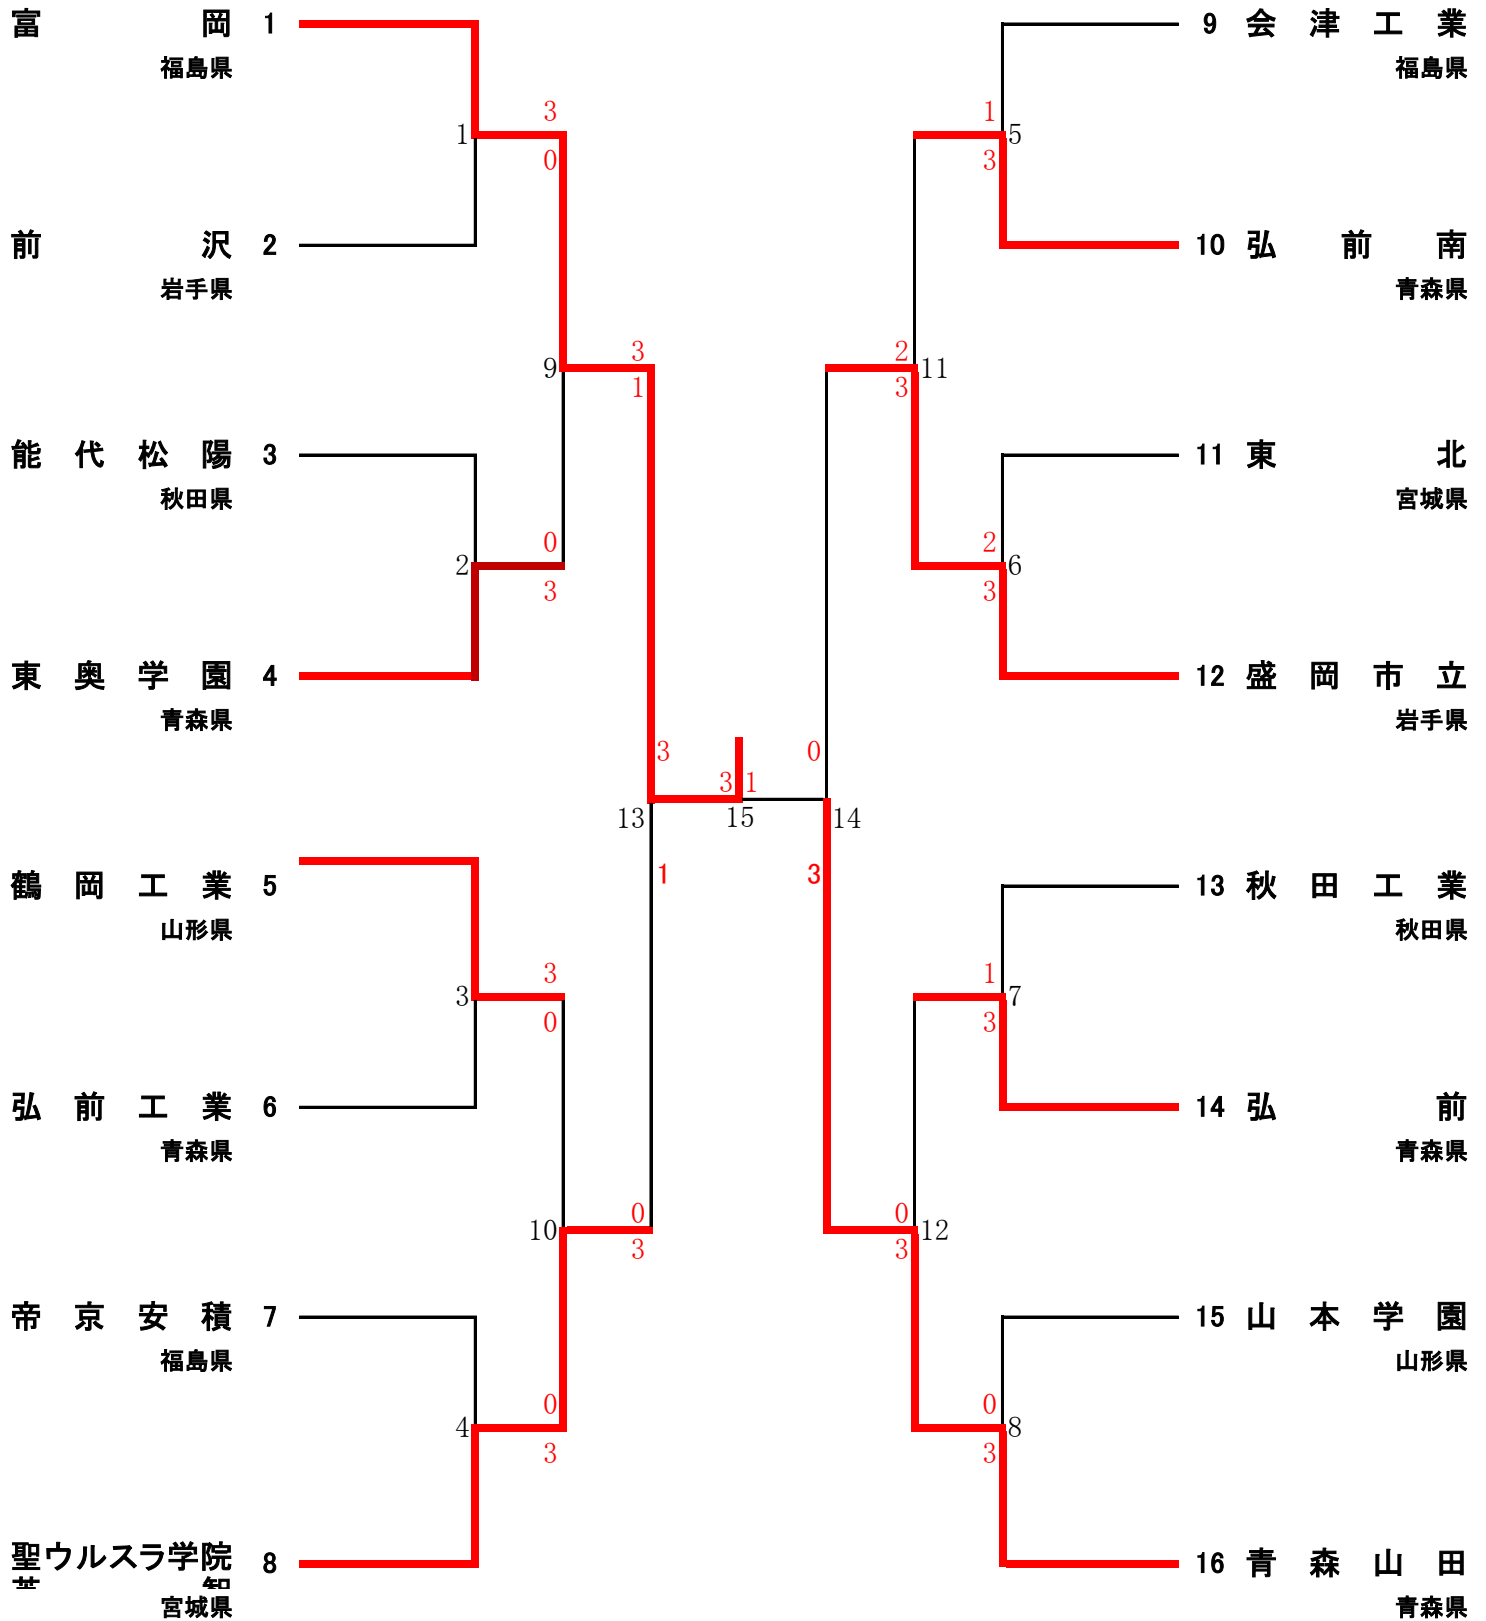 富岡 1
福島県
3
1
0
前沢 2
岩手県
9
3
1
能代松陽 3
秋田県
0
2
3
東奥学園 4
青森県
3
3 1
13
15
1
鶴岡工業 5
山形県
3
3
0
弘前工業 6
青森県
0
10
3
帝京安積 7
福島県
0
4
3
聖ウルスラ学院 8
英智
宮城県
9 会津工業
福島県
1
5
3
10 弘前南
青森県
2
11
3
11 東北
宮城県
2
6
3
12 盛岡市立
岩手県
0
14
3
13 秋田工業
秋田県
1
7
3
14 弘前
青森県
0
12
3
15 山本学園
山形県
0
8
3
16 青森山田
青森県